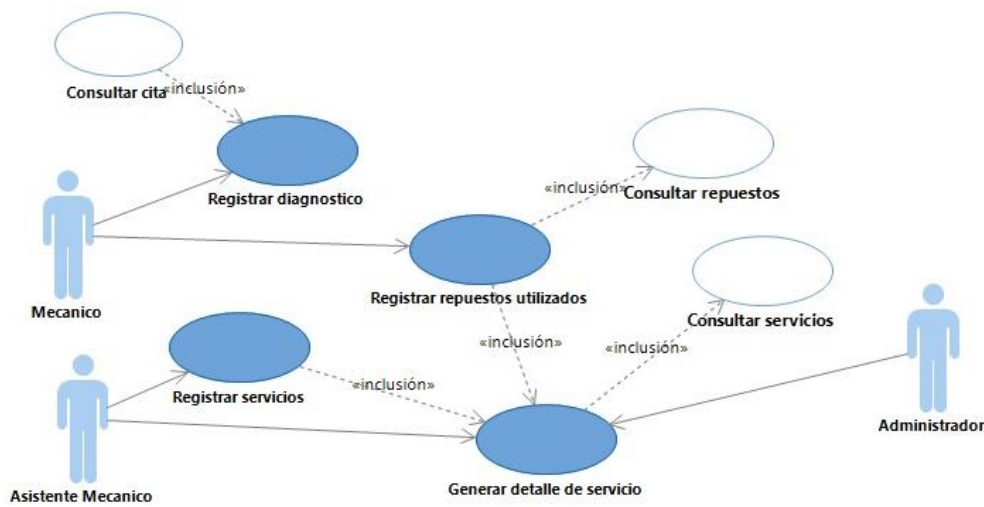 Consultar cita
«inclusión»
Registrar diagnostico
«inclusión»
Consultar repuestos
Mecanico
Registrar repuestos utilizados
Consultar servicios
«inclusión»
«inclusión»
Registrar servicios
«inclusión»
Administrador
Generar detalle de servicio
Asistente Mecanico